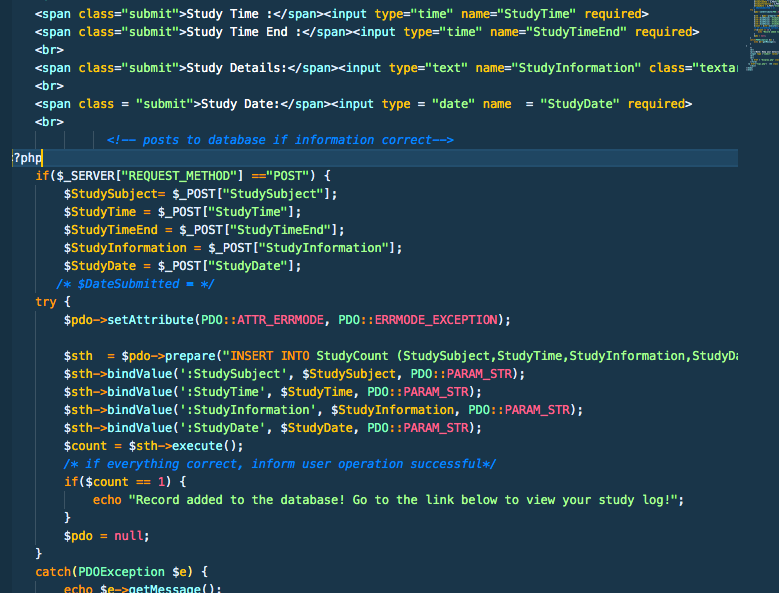 <span class="submit">Study Time :</span><input type="time" name="StudyTime" required>
<span class="submit">Study Time End :</span><input type="time" name="StudyTimeEnd" required>
<br>
<span class="submit">Study Details:</span><input type="text" name="StudyInformation" class="textar
<br>
<span class = "submit">Study Date:</span><input type = "date" name  = "StudyDate" required>
<br>
<!-- posts to database if information correct-->
?php
if($_SERVER["REQUEST_METHOD"] =="POST") {
$StudySubject= $_POST["StudySubject"];
$StudyTime = $_POST["StudyTime"];
$StudyTimeEnd = $_POST["StudyTimeEnd"];
$StudyInformation = $_POST["StudyInformation"];
$StudyDate = $_POST["StudyDate"];
/* $DateSubmitted = */
try {
$pdo->setAttribute(PDO::ATTR_ERRMODE, PDO::ERRMODE_EXCEPTION);
$sth  = $pdo->prepare("INSERT INTO StudyCount (StudySubject,StudyTime,StudyInformation,StudyDa
$sth->bindValue(':StudySubject', $StudySubject, PDO::PARAM_STR);
$sth->bindValue(':StudyTime', $StudyTime, PDO::PARAM_STR);
$sth->bindValue(':StudyInformation', $StudyInformation, PDO::PARAM_STR);
$sth->bindValue(':StudyDate', $StudyDate, PDO::PARAM_STR);
$count = $sth->execute();
/* if everything correct, inform user operation successful*/
if($count == 1) {
echo "Record added to the database! Go to the link below to view your study log!";
}
$pdo = null;
}
catch(PDOException $e) {
echo $e->getMessage();